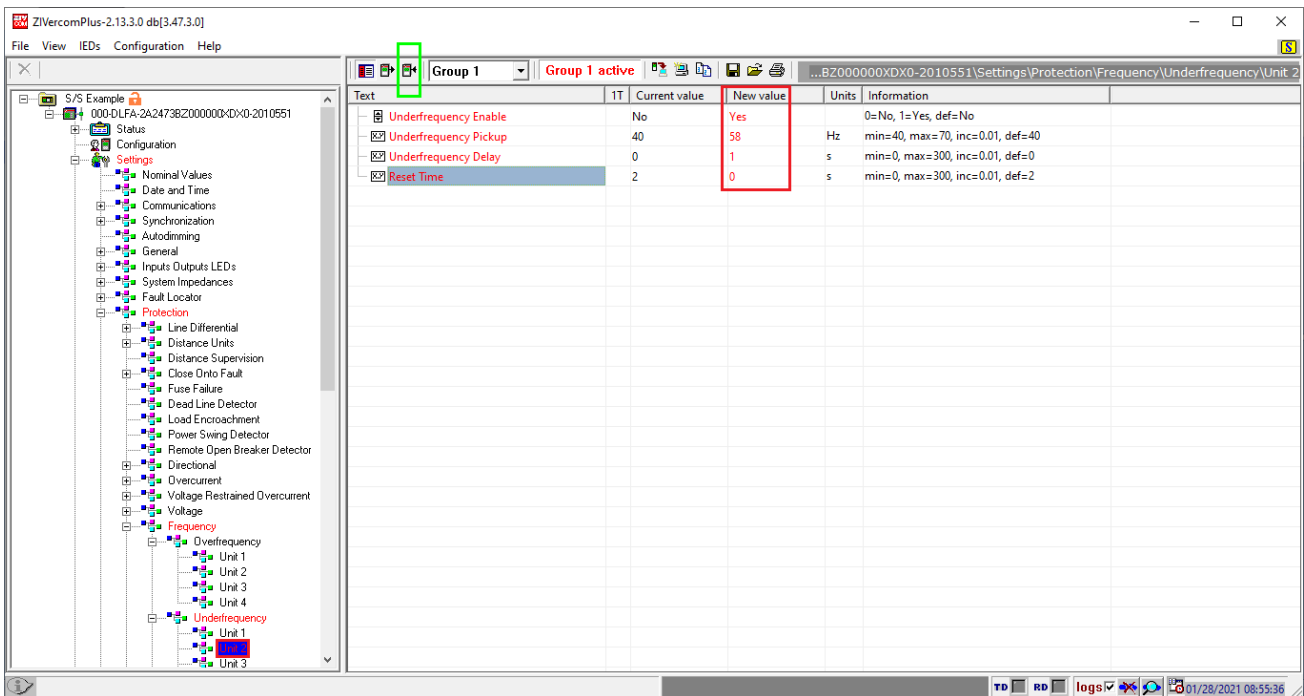 ZIVercomPlus-2.13.3.0 db[3.47.3.0]
File View IEDs Configuration Help
S
Group 1 Group 1 active ...BZ000000XDX0-2010551\Settings\Protection\Frequency\Underfrequency\Unit 2
Text 1T Current value New value Units Information
Underfrequency Enable No Yes 0=No, 1=Yes, def=No
Underfrequency Pickup 40 58 Hz min=40, max=70, inc=0.01, def=40
Underfrequency Delay 0 1 s min=0, max=300, inc=0.01, def=0
Reset Time 2 0 s min=0, max=300, inc=0.01, def=2
S/S Example
000-DLFA-2A2473BZ000000XDX0-2010551
Status
Configuration
Settings
Nominal Values
Date and Time
Communications
Synchronization
Autodimming
General
Inputs Outputs LEDs
System Impedances
Fault Locator
Protection
Line Differential
Distance Units
Distance Supervision
Close Onto Fault
Fuse Failure
Dead Line Detector
Load Encroachment
Power Swing Detector
Remote Open Breaker Detector
Directional
Overcurrent
Voltage Restrained Overcurrent
Voltage
Frequency
Overfrequency
Unit 1
Unit 2
Unit 3
Unit 4
Underfrequency
Unit 1
Unit 2
Unit 3
TD RD logs 01/28/2021 08:55:36